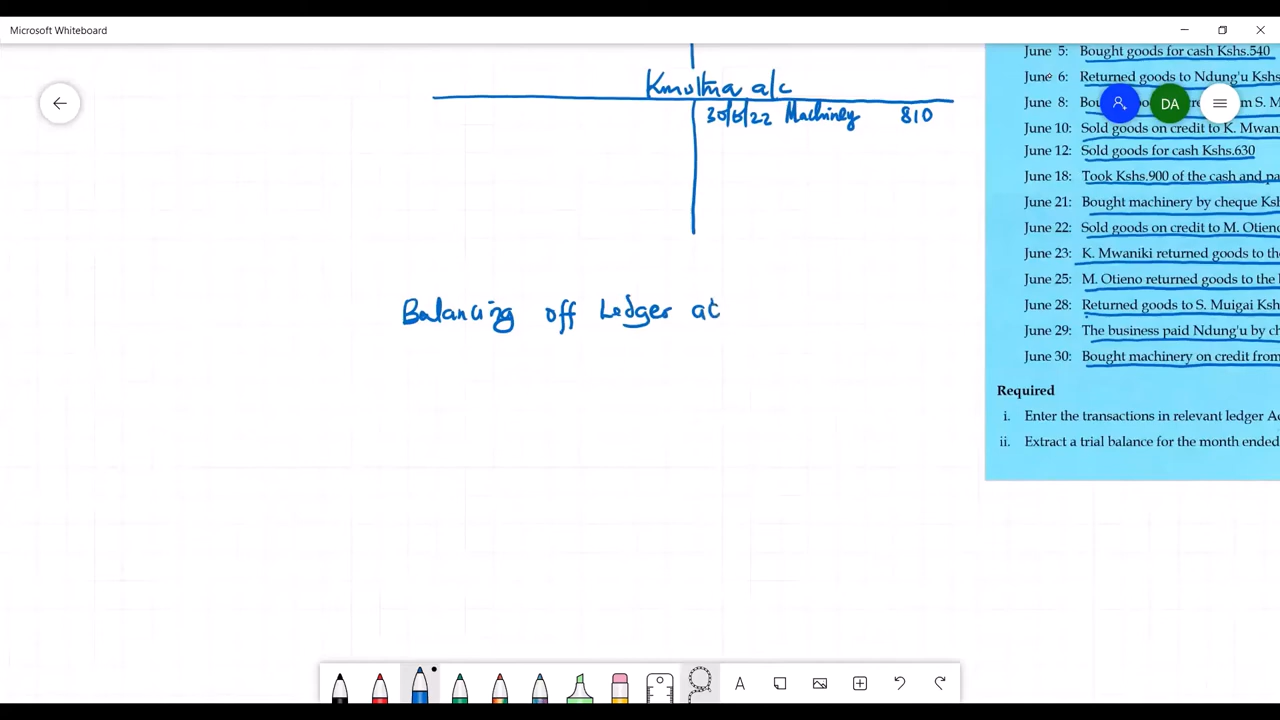 Microsoft Whiteboard
a/c
30/6/22 Machinery 810
Balancing off Ledger ac
June 5: Bought goods for cash Kshs.540
June 6: Returned goods to Ndung'u Kshs
June 8: S. M
DA
June 10: Sold goods on credit to K. Mwan
June 12: Sold goods for cash Kshs.630
June 18: Took Kshs.900 of the cash and pa
June 21: Bought machinery by cheque Ksh
June 22: Sold goods on credit to M. Otieno
June 23: K. Mwaniki returned goods to the
June 25: M. Otieno returned goods to the b
June 28: Returned goods to S. Muigai Ksh
June 29: The business paid Ndung'u by ch
June 30: Bought machinery on credit from
Required
i. Enter the transactions in relevant ledger Ac
ii. Extract a trial balance for the month ended
A